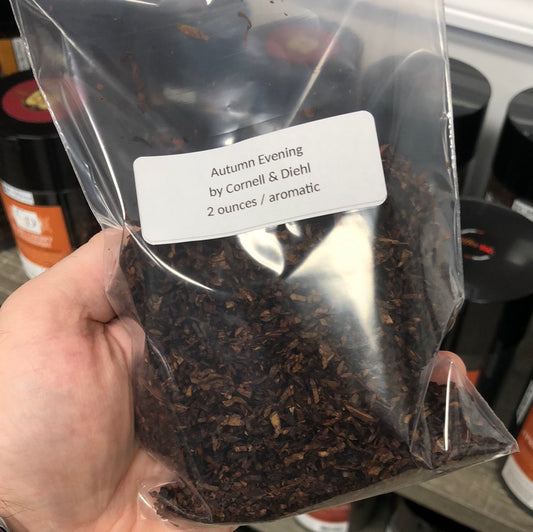 Autumn Evening
by Cornell & Diehl
2 ounces / aromatic